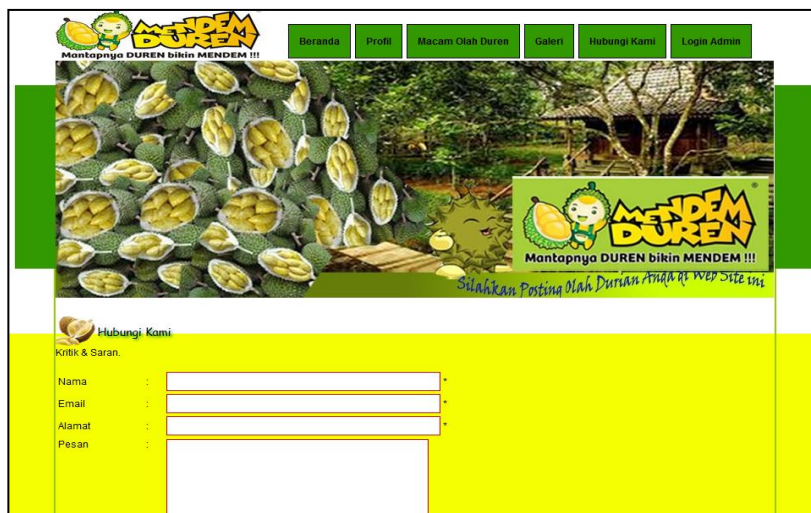 MENDEM
DUREN
Mantapnya DUREN bikin MENDEM !!!
Beranda Profil Macam Olah Duren Galeri Hubungi Kami Login Admin
MENDEM
DUREN ®
Mantapnya DUREN bikin MENDEM !!!
Silahkan Posting Olah Durian Anda di Web Site ini
Hubungi Kami
Kritik & Saran.
Nama : *
Email : *
Alamat : *
Pesan :